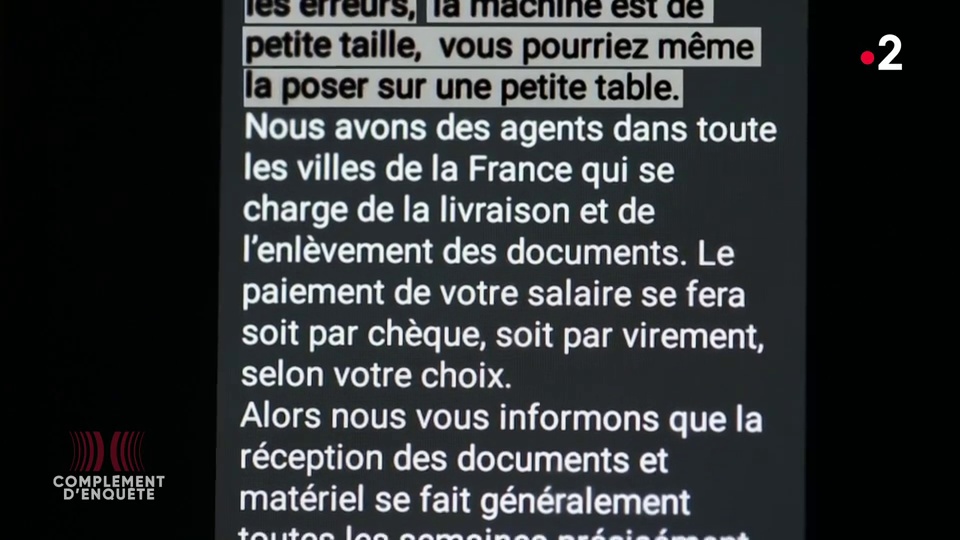 les erreurs, la machine est de
petite taille, vous pourriez même
la poser sur une petite table.
Nous avons des agents dans toute
les villes de la France qui se
charge de la livraison et de
l'enlèvement des documents. Le
paiement de votre salaire se fera
soit par chèque, soit par virement,
selon votre choix.
Alors nous vous informons que la
réception des documents et
matériel se fait généralement
toutes les semaines précisément
2
COMPLÉMENT
D'ENQUÊTE